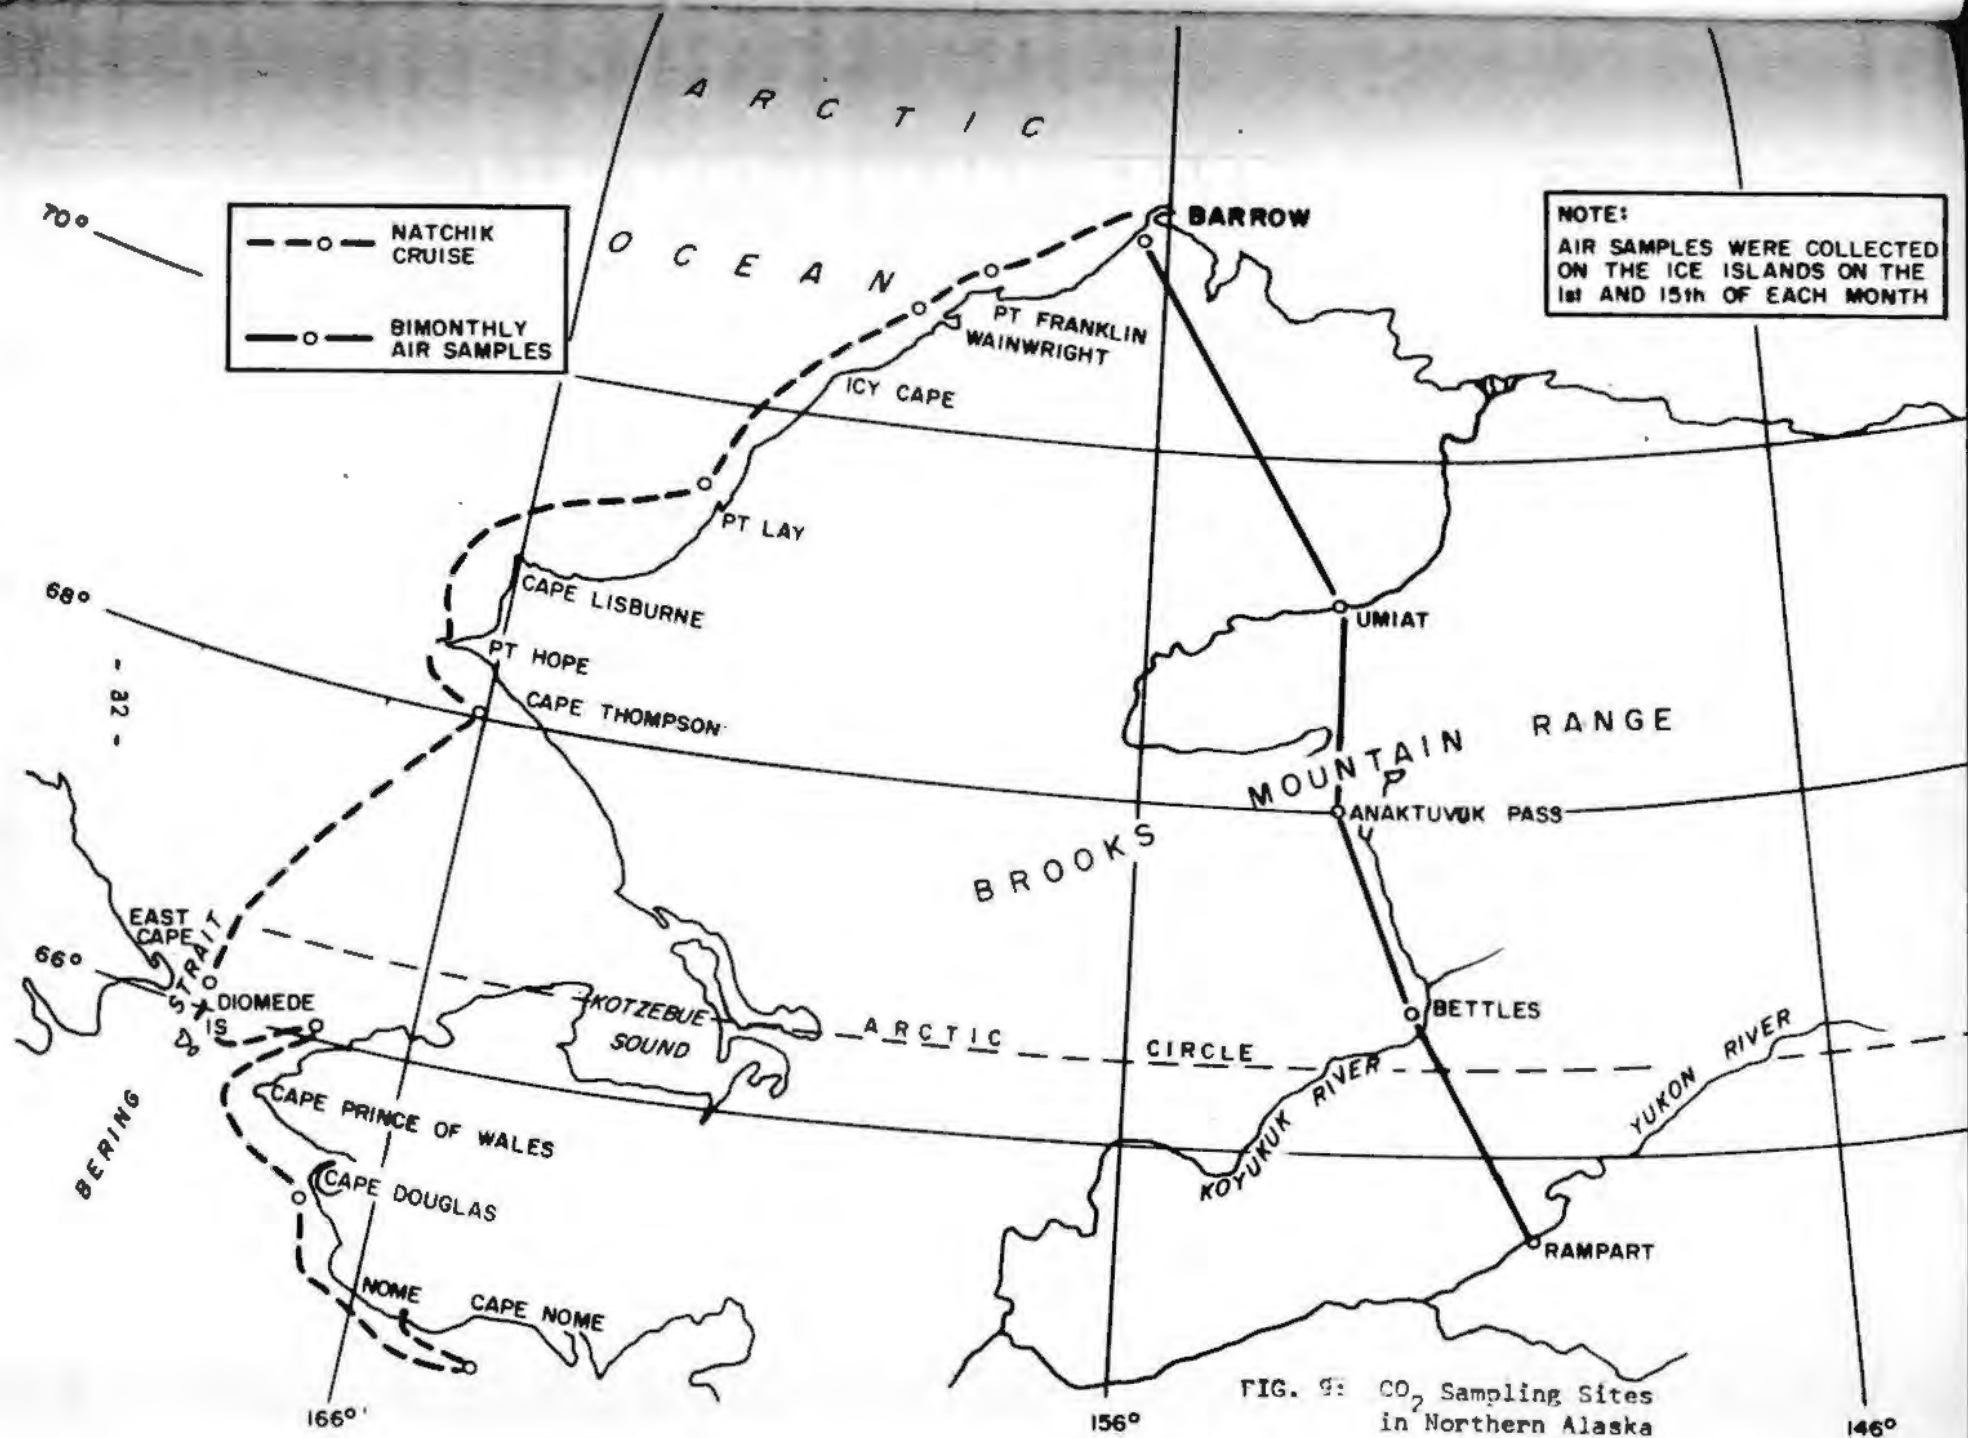 ARCTIC
OCEAN
70°
NATCHIK
CRUISE
BIMONTHLY
AIR SAMPLES
BARROW
NOTE:
AIR SAMPLES WERE COLLECTED
ON THE ICE ISLANDS ON THE
1st AND 15th OF EACH MONTH
PT FRANKLIN
WAINWRIGHT
ICY CAPE
PT LAY
68°
CAPE LISBURNE
UMIAT
PT HOPE
CAPE THOMPSON
- 32 -
BROOKS MOUNTAIN RANGE
ANAKTUVUK PASS
EAST
CAPE
66°
BERING STRAIT
DIOMEDE
IS
KOTZEBUE
SOUND
ARCTIC CIRCLE
BETTLES
KOYUKUK RIVER
YUKON RIVER
CAPE PRINCE OF WALES
CAPE DOUGLAS
RAMPART
NOME
CAPE NOME
166°
156°
146°
FIG. 9: CO2 Sampling Sites
in Northern Alaska